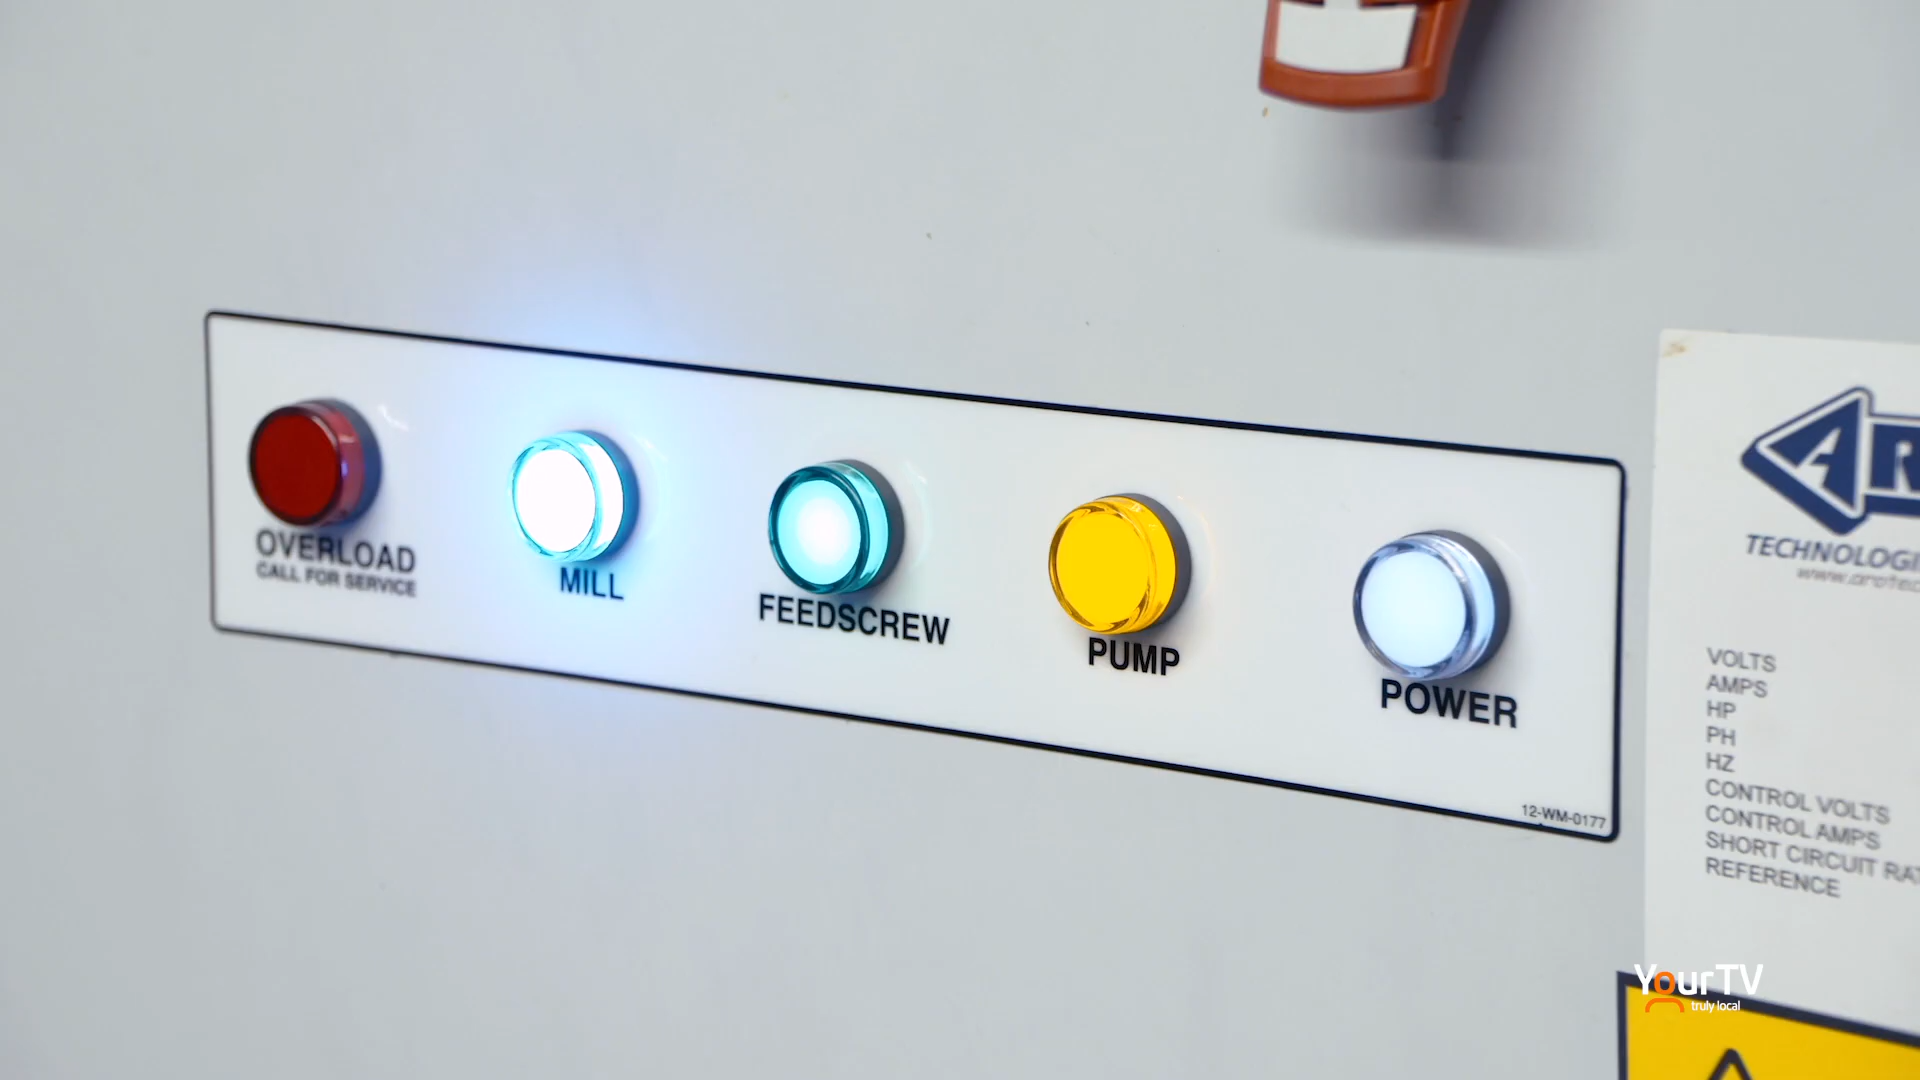 OVERLOAD
CALL FOR SERVICE
MILL
FEEDSCREW
PUMP
POWER
12-WM-0177
TECHNOLOGI
VOLTS
AMPS
HP
PH
HZ
CONTROL VOLTS
CONTROL AMPS
SHORT CIRCUIT RAT
REFERENCE
YourTV
truly local